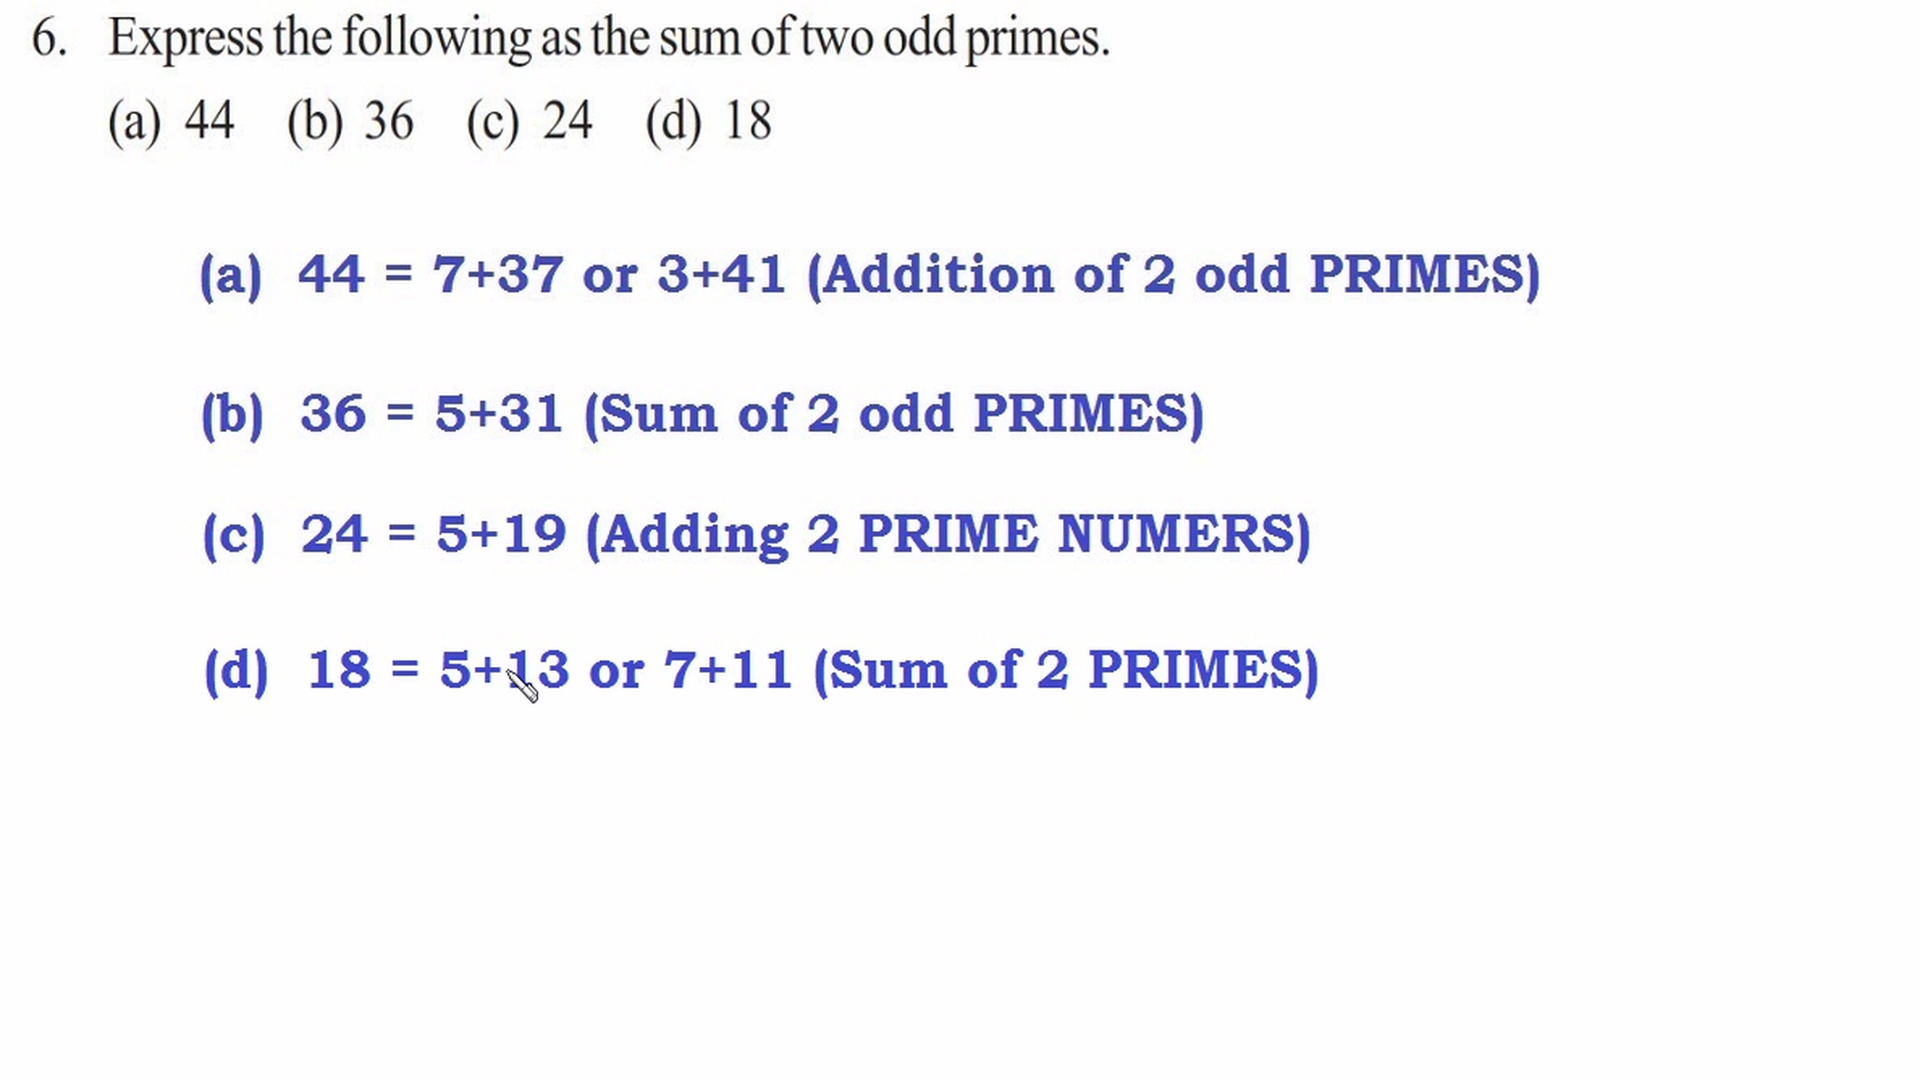 6. Express the following as the sum of two odd primes.
(a) 44 (b) 36 (c) 24 (d) 18
(a) 44 = 7+37 or 3+41 (Addition of 2 odd PRIMES)
(b) 36 = 5+31 (Sum of 2 odd PRIMES)
(c) 24 = 5+19 (Adding 2 PRIME NUMERS)
(d) 18 = 5+13 or 7+11 (Sum of 2 PRIMES)